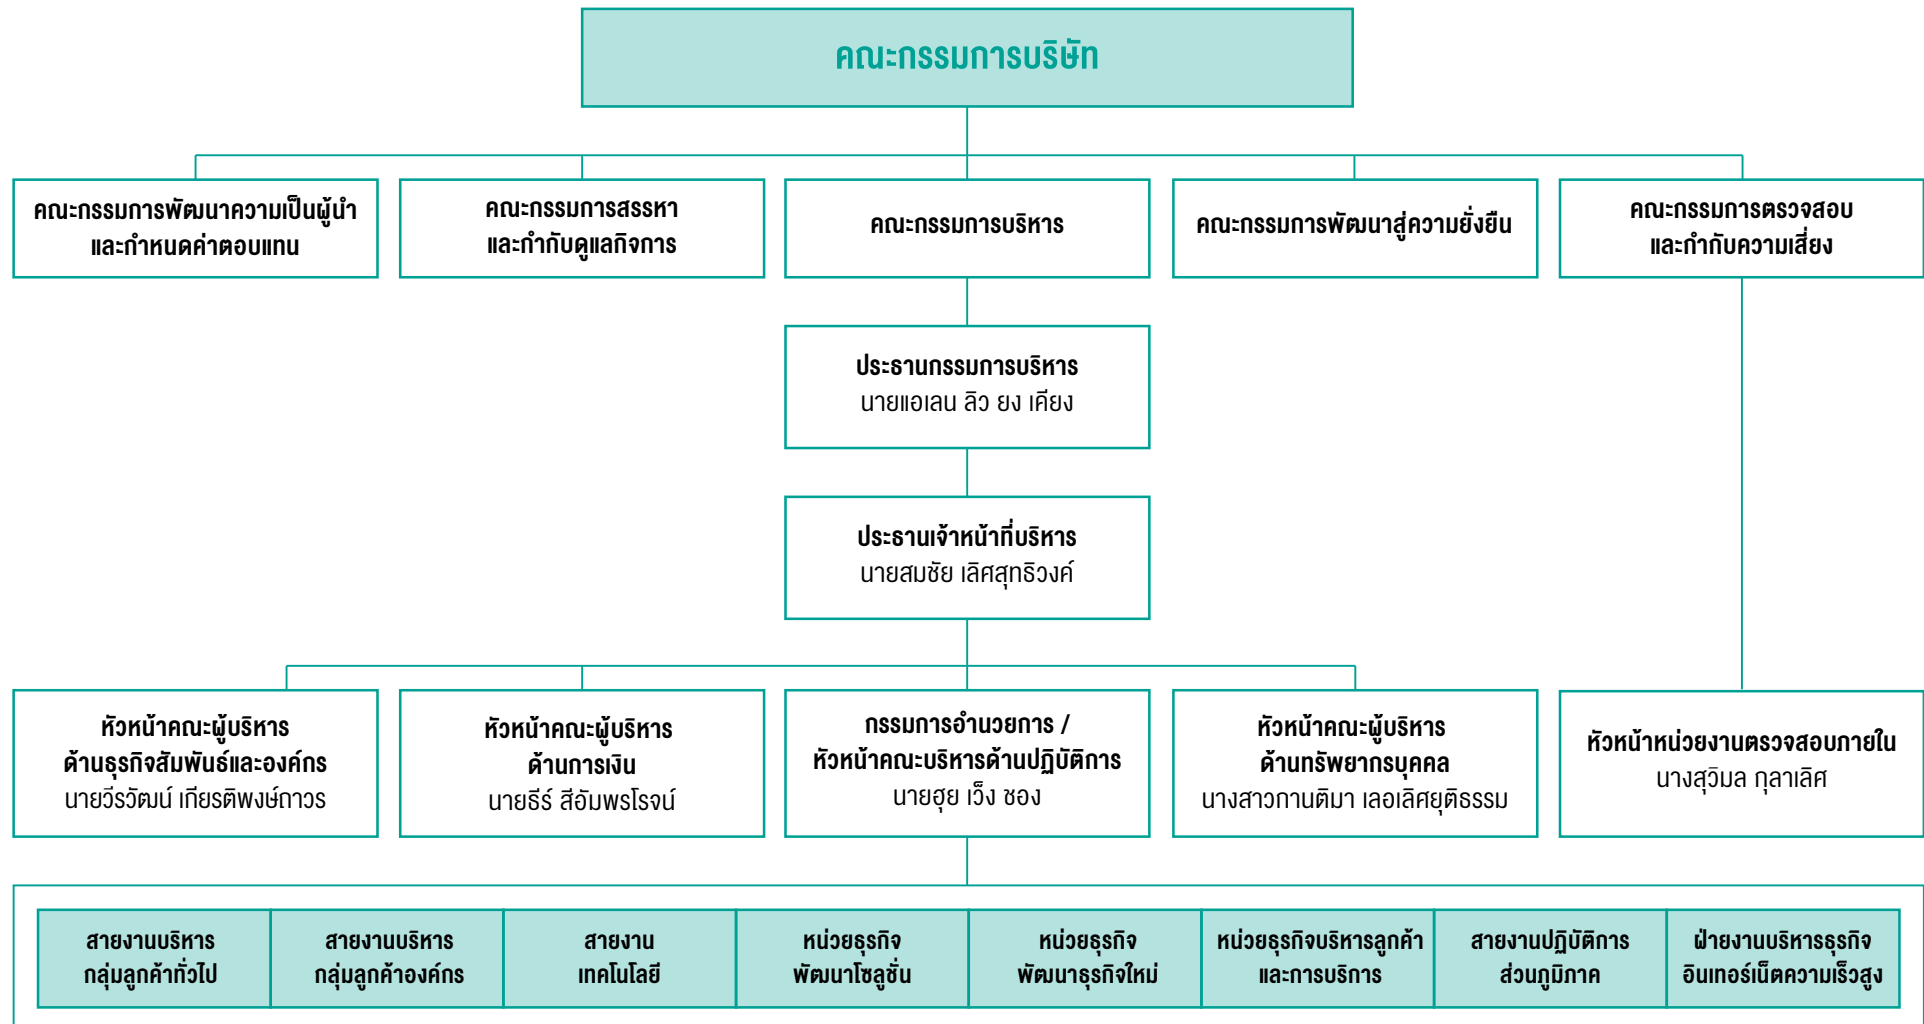 คณะกรรมการบริษัท
คณะกรรมการพัฒนาความเป็นผู้นำ
และกำหนดค่าตอบแทน
คณะกรรมการสรรหา
และกำกับดูแลกิจการ
คณะกรรมการบริหาร
คณะกรรมการพัฒนาสู่ความยั่งยืน
คณะกรรมการตรวจสอบ
และกำกับความเสี่ยง
ประธานกรรมการบริหาร
นายแอเลน ลิว ยง เคียง
ประธานเจ้าหน้าที่บริหาร
นายสมชัย เลิศสุทธิวงค์
หัวหน้าคณะผู้บริหาร
ด้านธุรกิจสัมพันธ์และองค์กร
นายวีรวัฒน์ เกียรติพงษ์ถาวร
หัวหน้าคณะผู้บริหาร
ด้านการเงิน
นายธีร์ สีอัมพรโรจน์
กรรมการอำนวยการ /
หัวหน้าคณะบริหารด้านปฏิบัติการ
นายฮุย เว็ง ชอง
หัวหน้าคณะผู้บริหาร
ด้านทรัพยากรบุคคล
นางสาวกานติมา เลอเลิศยุติธรรม
หัวหน้าหน่วยงานตรวจสอบภายใน
นางสุวิมล กุลาเลิศ
สายงานบริหาร
กลุ่มลูกค้าทั่วไป
สายงานบริหาร
กลุ่มลูกค้าองค์กร
สายงาน
เทคโนโลยี
หน่วยธุรกิจ
พัฒนาโซลูชั่น
หน่วยธุรกิจ
พัฒนาธุรกิจใหม่
หน่วยธุรกิจบริหารลูกค้า
และการบริการ
สายงานปฏิบัติการ
ส่วนภูมิภาค
ฝ่ายงานบริหารธุรกิจ
อินเทอร์เน็ตความเร็วสูง